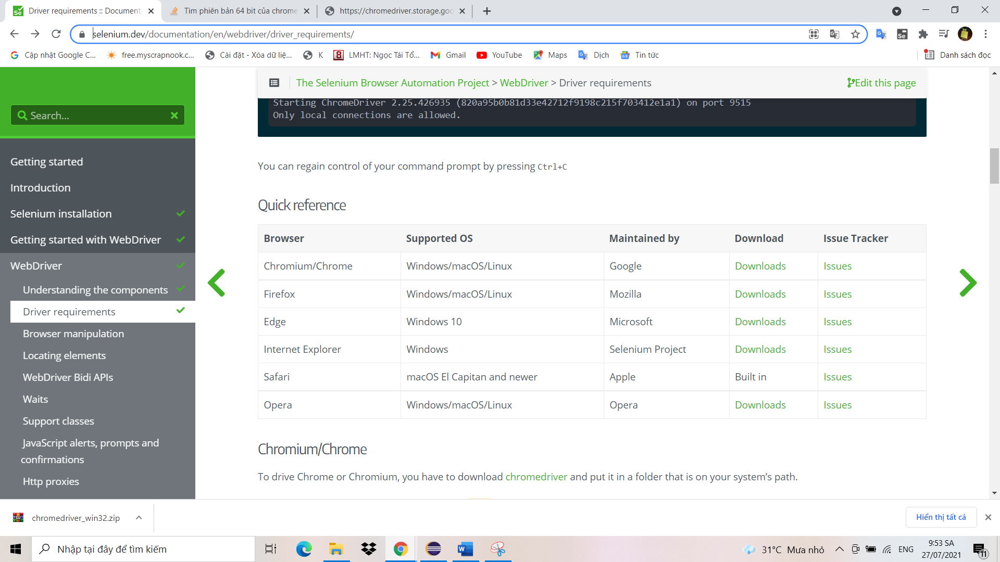 Driver requirements :: Documenta
Tìm phiên bản 64 bit của chrome
https://chromedriver.storage.goo
selenium.dev/documentation/en/webdriver/driver_requirements/
Cập nhật Google C...
free.myscrapnook.c...
Cài đặt - Xóa dữ liệ...
K
LMHT: Ngọc Tái Tổ...
Gmail
YouTube
Maps
Dịch
Tin tức
Danh sách đọc
Search...
Getting started
Introduction
Selenium installation
Getting started with WebDriver
WebDriver
Understanding the components
Driver requirements
Browser manipulation
Locating elements
WebDriver Bidi APIs
Waits
Support classes
JavaScript alerts, prompts and
confirmations
Http proxies
The Selenium Browser Automation Project > WebDriver > Driver requirements
Edit this page
Starting ChromeDriver 2.25.426935 (820a95b0b81d33e42712f9198c215f703412e1a1) on port 9515
Only local connections are allowed.
You can regain control of your command prompt by pressing Ctrl+C
Quick reference
Browser Supported OS Maintained by Download Issue Tracker
Chromium/Chrome Windows/macOS/Linux Google Downloads Issues
Firefox Windows/macOS/Linux Mozilla Downloads Issues
Edge Windows 10 Microsoft Downloads Issues
Internet Explorer Windows Selenium Project Downloads Issues
Safari macOS El Capitan and newer Apple Built in Issues
Opera Windows/macOS/Linux Opera Downloads Issues
Chromium/Chrome
To drive Chrome or Chromium, you have to download chromedriver and put it in a folder that is on your system's path.
chromedriver_win32.zip
Hiển thị tất cả
Nhập tại đây để tìm kiếm
31°C Mưa nhỏ
ENG
9:53 SA
27/07/2021
11